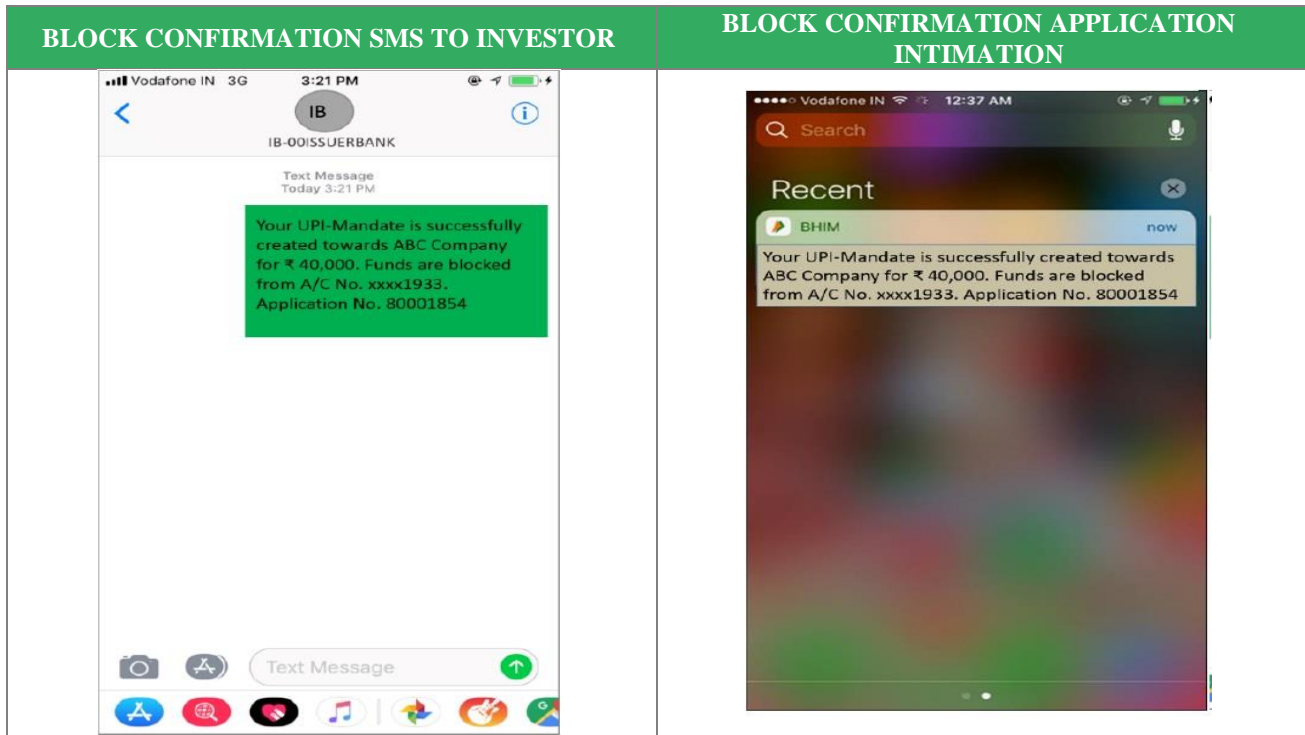 BLOCK CONFIRMATION SMS TO INVESTOR
BLOCK CONFIRMATION APPLICATION
INTIMATION
Vodafone IN 3G 3:21 PM
IB
IB-00ISSUERBANK
Text Message
Today 3:21 PM
Your UPI-Mandate is successfully
created towards ABC Company
for ₹ 40,000. Funds are blocked
from A/C No. xxxx1933.
Application No. 80001854
Text Message
Vodafone IN 12:37 AM
Search
Recent
BHIM now
Your UPI-Mandate is successfully created towards
ABC Company for ₹ 40,000. Funds are blocked
from A/C No. xxxx1933. Application No. 80001854